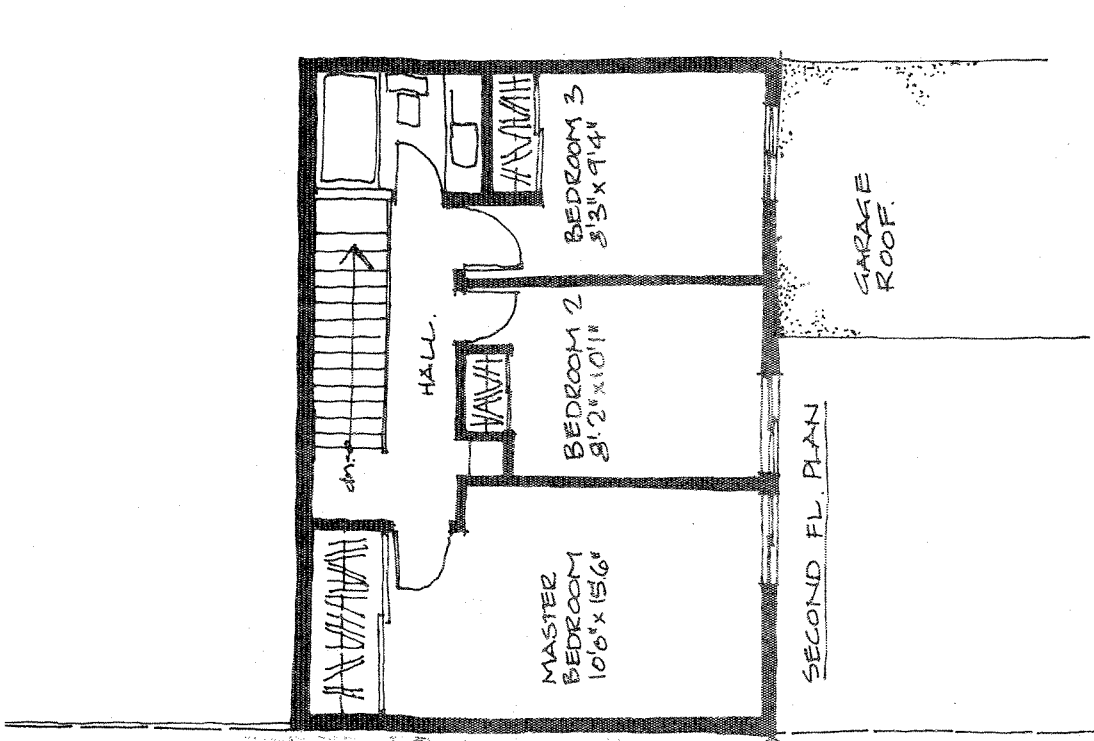 BEDROOM 3
8'3" x 9'4"
GARAGE
ROOF.
HALL.
BEDROOM 2
8'.2" x 10'1"
dn.
MASTER
BEDROOM
10'6" x 15'6"
SECOND FL. PLAN